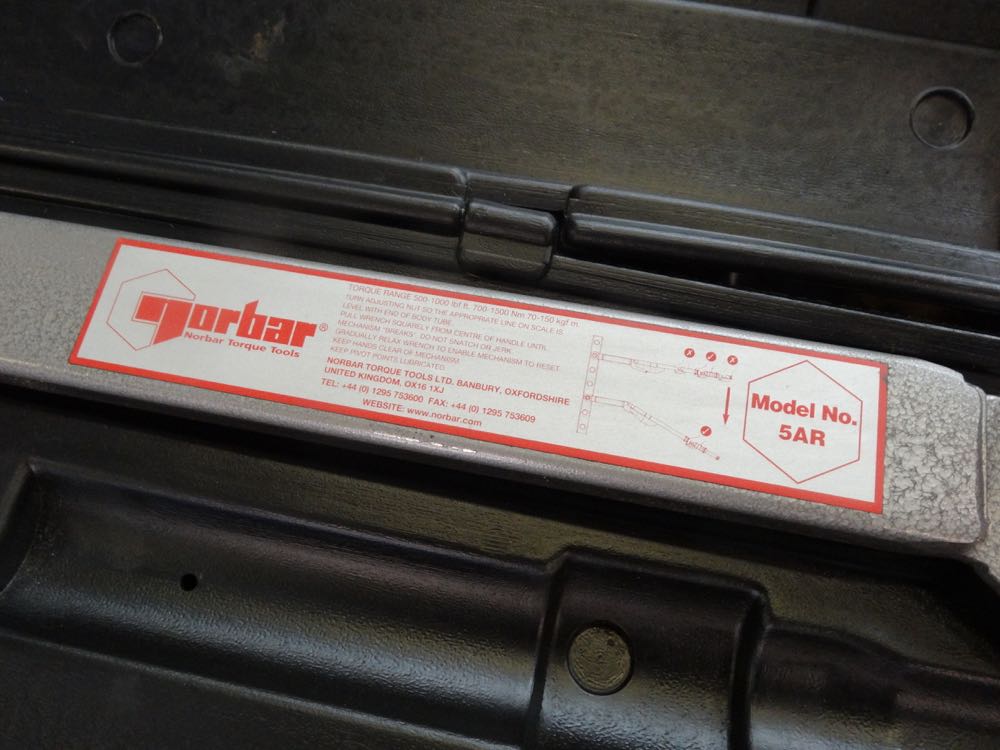 norbar®
Norbar Torque Tools
TORQUE RANGE 500-1000 lbf ft. 700-1500 Nm 70-150 kgf m.
TURN ADJUSTING NUT SO THE APPROPRIATE LINE ON SCALE IS
LEVEL WITH END OF BODY TUBE.
PULL WRENCH SQUARELY FROM CENTRE OF HANDLE UNTIL
MECHANISM "BREAKS". DO NOT SNATCH OR JERK.
GRADUALLY RELAX WRENCH TO ENABLE MECHANISM TO RESET.
KEEP HANDS CLEAR OF MECHANISM.
KEEP PIVOT POINTS LUBRICATED.
NORBAR TORQUE TOOLS LTD, BANBURY, OXFORDSHIRE
UNITED KINGDOM, OX16 1XJ
TEL: +44 (0) 1295 753600 FAX: +44 (0) 1295 753609
WEBSITE: www.norbar.com
Model No.
5AR